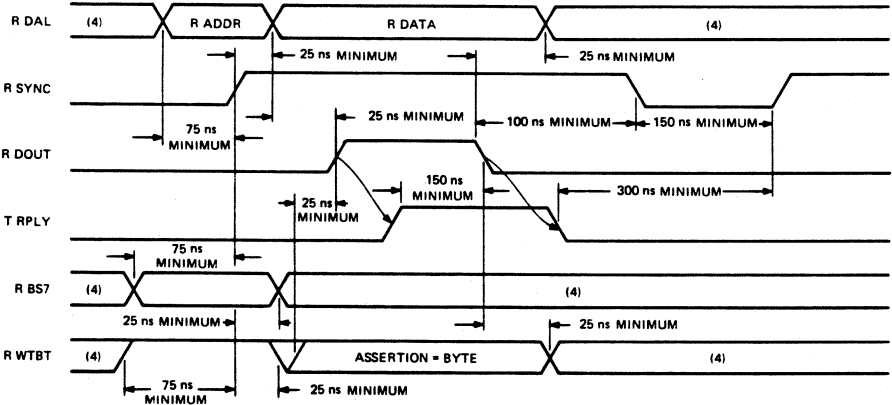 R DAL (4) R ADDR R DATA (4)
25 ns MINIMUM 25 ns MINIMUM
R SYNC
75 ns
MINIMUM
25 ns MINIMUM
100 ns MINIMUM 150 ns MINIMUM
R DOUT
150 ns
MINIMUM
300 ns MINIMUM
25 ns
MINIMUM
T RPLY
75 ns
MINIMUM
R BS7 (4) (4)
25 ns MINIMUM 25 ns MINIMUM
R WTBT (4) ASSERTION = BYTE (4)
75 ns
MINIMUM
25 ns MINIMUM